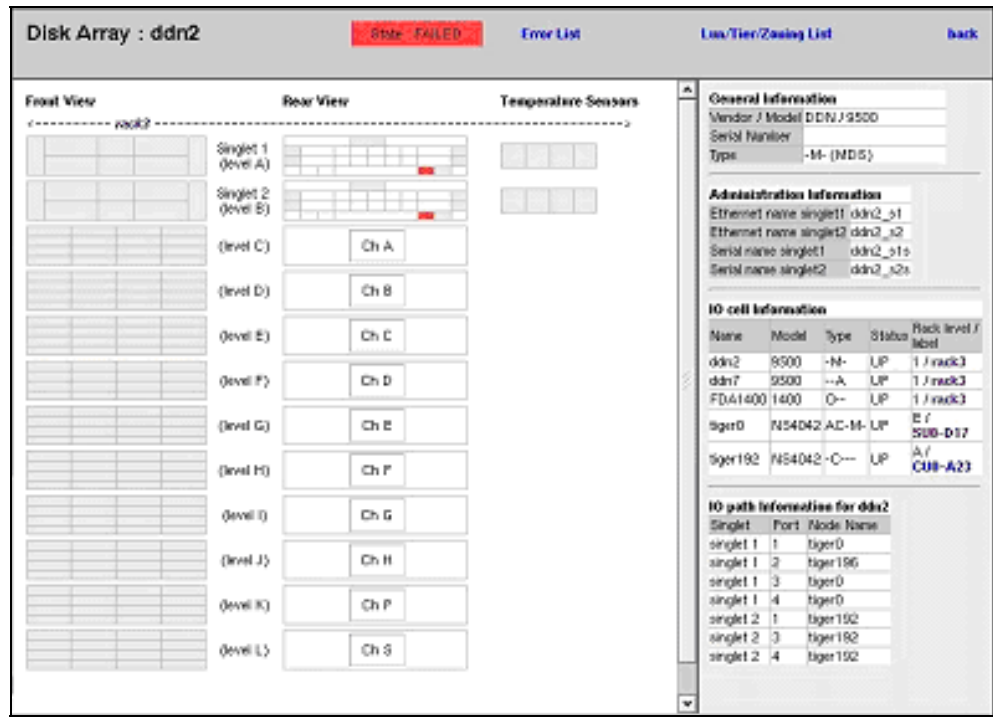 Disk Array : ddn2
State FAILED
Error List
Lun/Tier/Zoning List
back
Front View
Rear View
Temperature Sensors
<---------- rack3 ---------->
Singlet 1
(level A)
Singlet 2
(level B)
(level C)
Ch A
(level D)
Ch B
(level E)
Ch C
(level F)
Ch D
(level G)
Ch E
(level H)
Ch F
(level I)
Ch G
(level J)
Ch H
(level K)
Ch P
(level L)
Ch S
General Information
Vendor / Model DDN / 9500
Serial Number
Type -M- (MDS)
Administration Information
Ethernet name singlet1 ddn2_s1
Ethernet name singlet2 ddn2_s2
Serial name singlet1 ddn2_s1s
Serial name singlet2 ddn2_s2s
IO cell Information
Name Model Type Status Rack level / label
ddn2 9500 -M- UP 1 / rack3
ddn7 9500 --A UP 1 / rack3
FDA1400 1400 O-- UP 1 / rack3
tiger0 NS4042 AC-M- UP E / SU0-D17
tiger192 NS4042 -C--- UP A / CU0-A23
IO path Information for ddn2
Singlet Port Node Name
singlet 1 1 tiger0
singlet 1 2 tiger196
singlet 1 3 tiger0
singlet 1 4 tiger0
singlet 2 1 tiger192
singlet 2 3 tiger192
singlet 2 4 tiger192